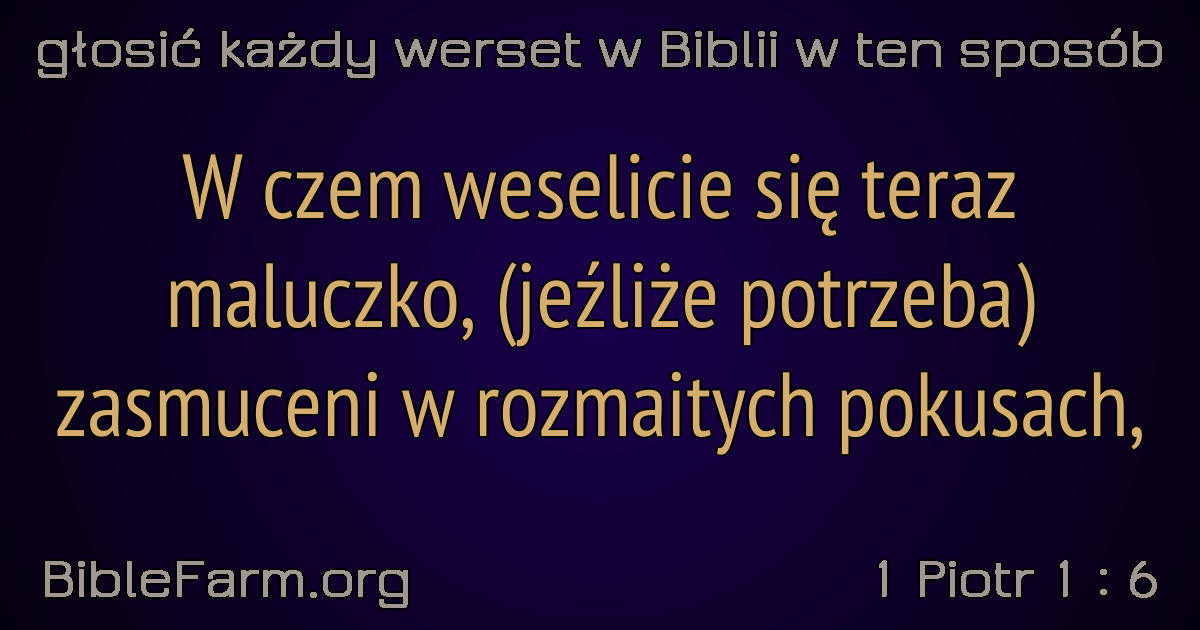 głosić każdy werset w Biblii w ten sposób
W czem weselicie się teraz
maluczko, (jeźliże potrzeba)
zasmuceni w rozmaitych pokusach,
BibleFarm.org
1 Piotr 1 : 6